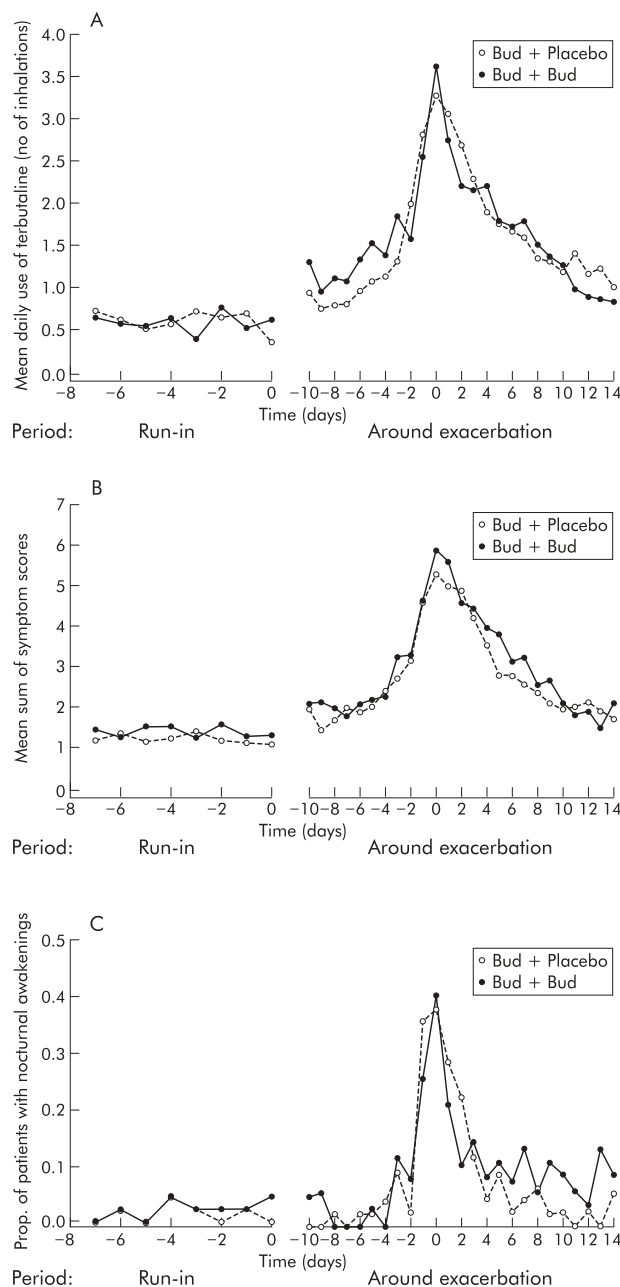 A
Mean daily use of terbutaline (no of inhalations)
4.0
3.5
3.0
2.5
2.0
1.5
1.0
0.5
0.0
Bud + Placebo
Bud + Bud
−8 −6 −4 −2 0 −10 −8 −6 −4 −2 0 2 4 6 8 10 12 14
Time (days)
Period: Run-in Around exacerbation
B
Mean sum of symptom scores
7
6
5
4
3
2
1
0
Bud + Placebo
Bud + Bud
−8 −6 −4 −2 0 −10 −8 −6 −4 −2 0 2 4 6 8 10 12 14
Time (days)
Period: Run-in Around exacerbation
C
Prop. of patients with nocturnal awakenings
0.5
0.4
0.3
0.2
0.1
0.0
Bud + Placebo
Bud + Bud
−8 −6 −4 −2 0 −10 −8 −6 −4 −2 0 2 4 6 8 10 12 14
Time (days)
Period: Run-in Around exacerbation